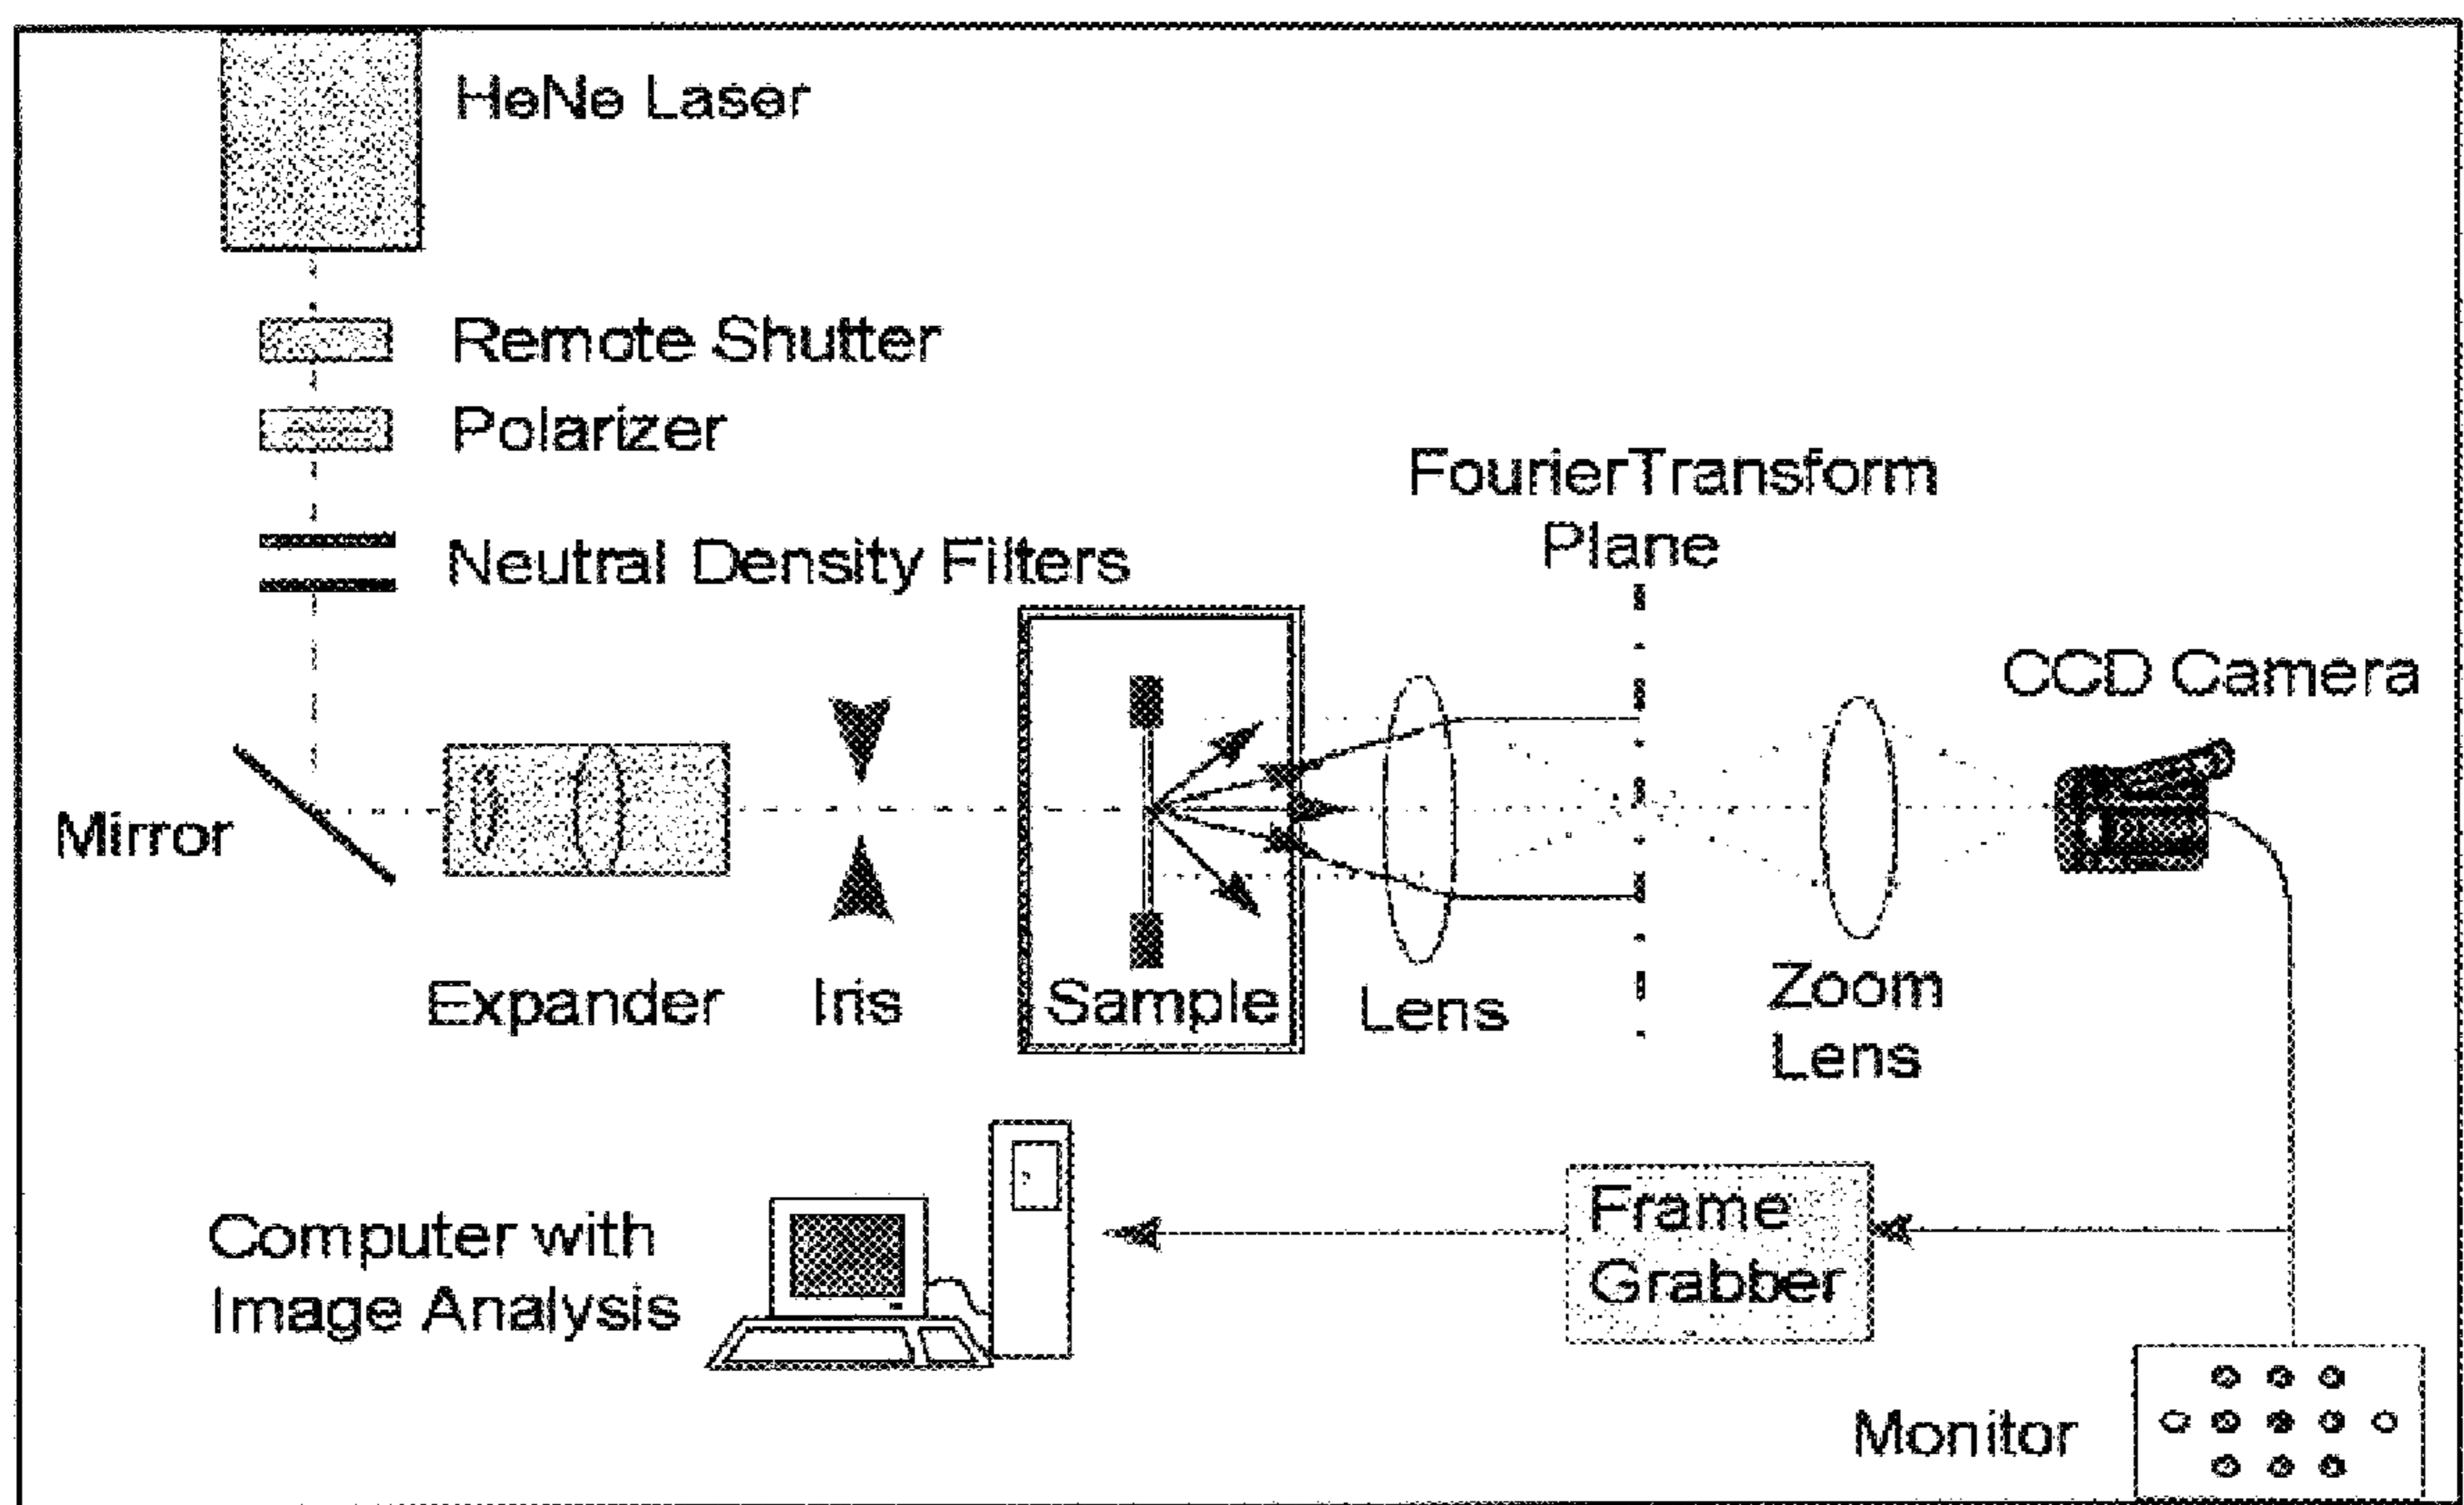 HeNe Laser
Remote Shutter
Polarizer
Neutral Density Filters
FourierTransform
Plane
CCD Camera
Mirror
Expander
Iris
Sample
Lens
Zoom
Lens
Computer with
Image Analysis
Frame
Grabber
Monitor